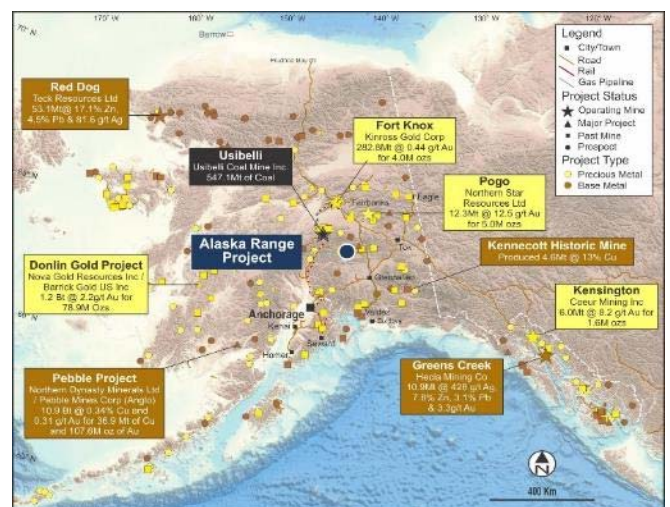 170° W
160° W
150° W
140° W
130° W
120° W
70° N
Barrow
Legend
City/Town
Road
Rail
Gas Pipeline
Project Status
Operating Mine
Major Project
Past Mine
Prospect
Project Type
Precious Metal
Base Metal
Red Dog
Teck Resources Ltd
53.1Mt@ 17.1% Zn,
4.5% Pb & 81.6 g/t Ag
Fort Knox
Kinross Gold Corp
282.8Mt @ 0.44 g/t Au
for 4.0M ozs
Usibelli
Usibelli Coal Mine Inc.
547.1Mt of Coal
Pogo
Northern Star
Resources Ltd
12.3Mt @ 12.5 g/t Au
for 5.0M ozs
Eagle
Fairbanks
Tok
Alaska Range
Project
Kennecott Historic Mine
Produced 4.6Mt @ 13% Cu
Donlin Gold Project
Nova Gold Resources Inc /
Barrick Gold US Inc
1.2 Bt @ 2.2g/t Au for
78.9M Ozs
Glennallen
Anchorage
Valdez
Kenai
Seward
Homer
Kensington
Coeur Mining Inc
6.0Mt @ 8.2 g/t Au for
1.6M ozs
Pebble Project
Northern Dynasty Minerals Ltd
/ Pebble Mines Corp (Anglo)
10.9 Bt @ 0.34% Cu and
0.31 g/t Au for 36.9 Mt of Cu
and 107.6M oz of Au
Greens Creek
Hecla Mining Co
10.9Mt @ 428 g/t Ag,
7.8% Zn, 3.1% Pb
& 3.3g/t Au
N
400 Km